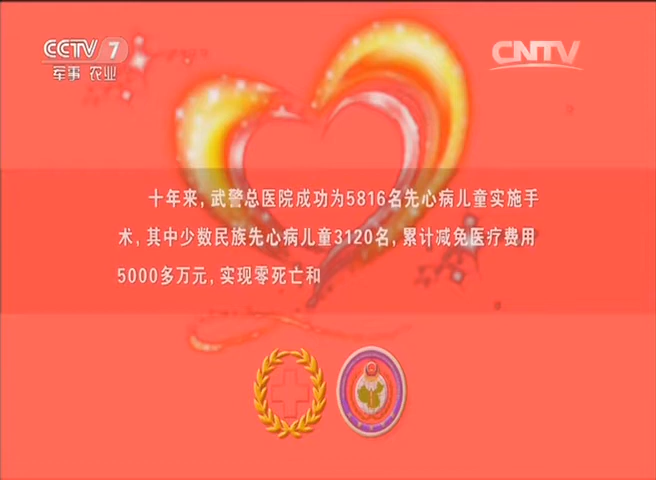 CCTV 7
军事 农业
CNTV
十年来,武警总医院成功为5816名先心病儿童实施手
术,其中少数民族先心病儿童3120名,累计减免医疗费用
5000多万元,实现零死亡和